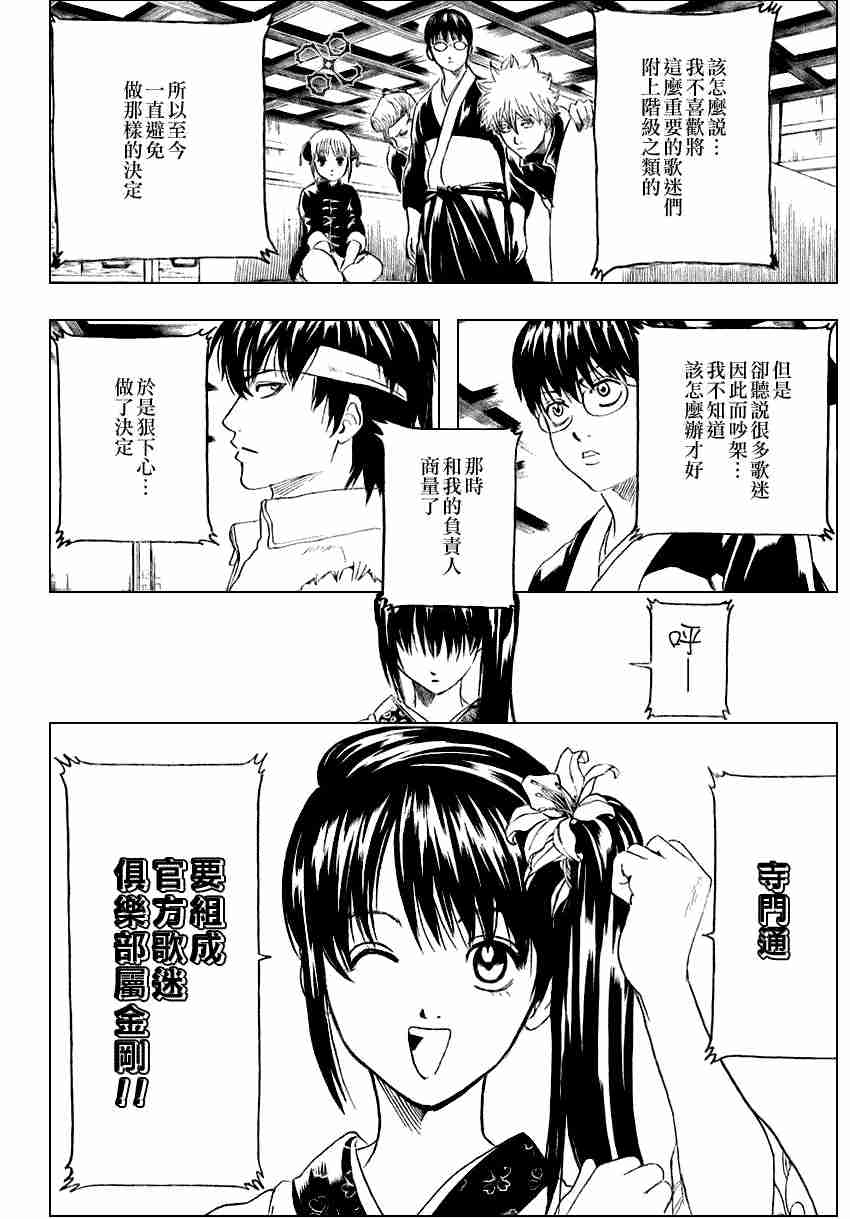 該怎麼說…
我不喜歡將
這麼重要的歌迷們
附上階級之類的
所以至今
一直避免
做那樣的決定
但是
卻聽說很多歌迷
因此而吵架…
我不知道
該怎麼辦才好
那時
和我的負責人
商量了
於是狠下心…
做了決定
呼—
寺門通
要組成
官方歌迷
俱樂部屬金剛!!